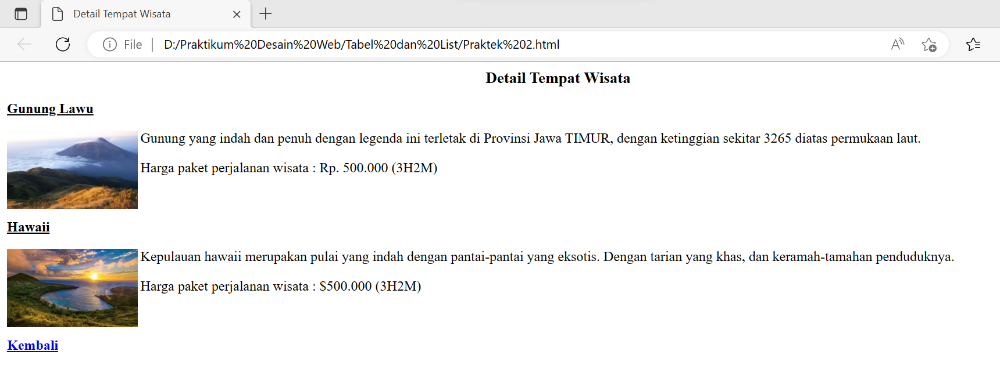 Detail Tempat Wisata
File | D:/Praktikum%20Desain%20Web/Tabel%20dan%20List/Praktek%202.html
Detail Tempat Wisata
Gunung Lawu
Gunung yang indah dan penuh dengan legenda ini terletak di Provinsi Jawa TIMUR, dengan ketinggian sekitar 3265 diatas permukaan laut.
Harga paket perjalanan wisata : Rp. 500.000 (3H2M)
Hawaii
Kepulauan hawaii merupakan pulai yang indah dengan pantai-pantai yang eksotis. Dengan tarian yang khas, dan keramah-tamahan penduduknya.
Harga paket perjalanan wisata : $500.000 (3H2M)
Kembali